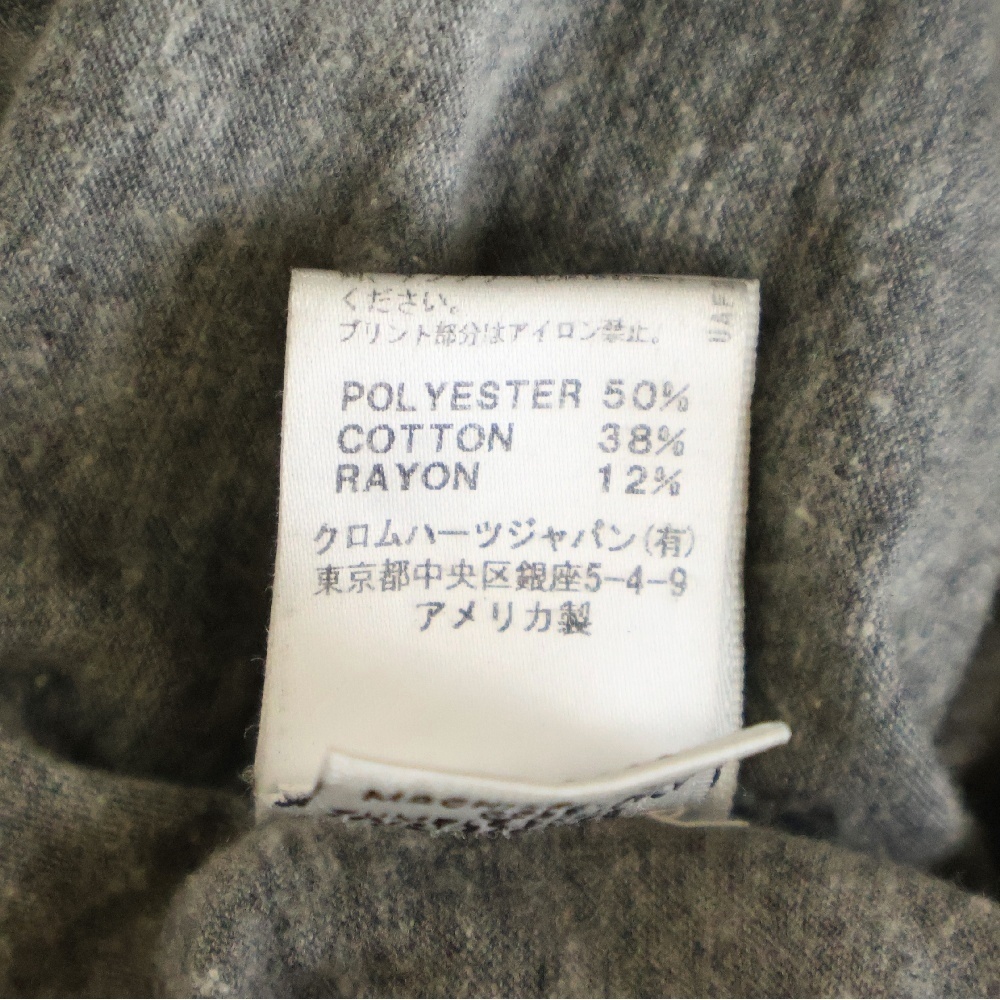 ください。
プリント部分はアイロン禁止。
UAF
POLYESTER 50%
COTTON 38%
RAYON 12%
クロムハーツジャパン(有)
東京都中央区銀座5-4-9
アメリカ製